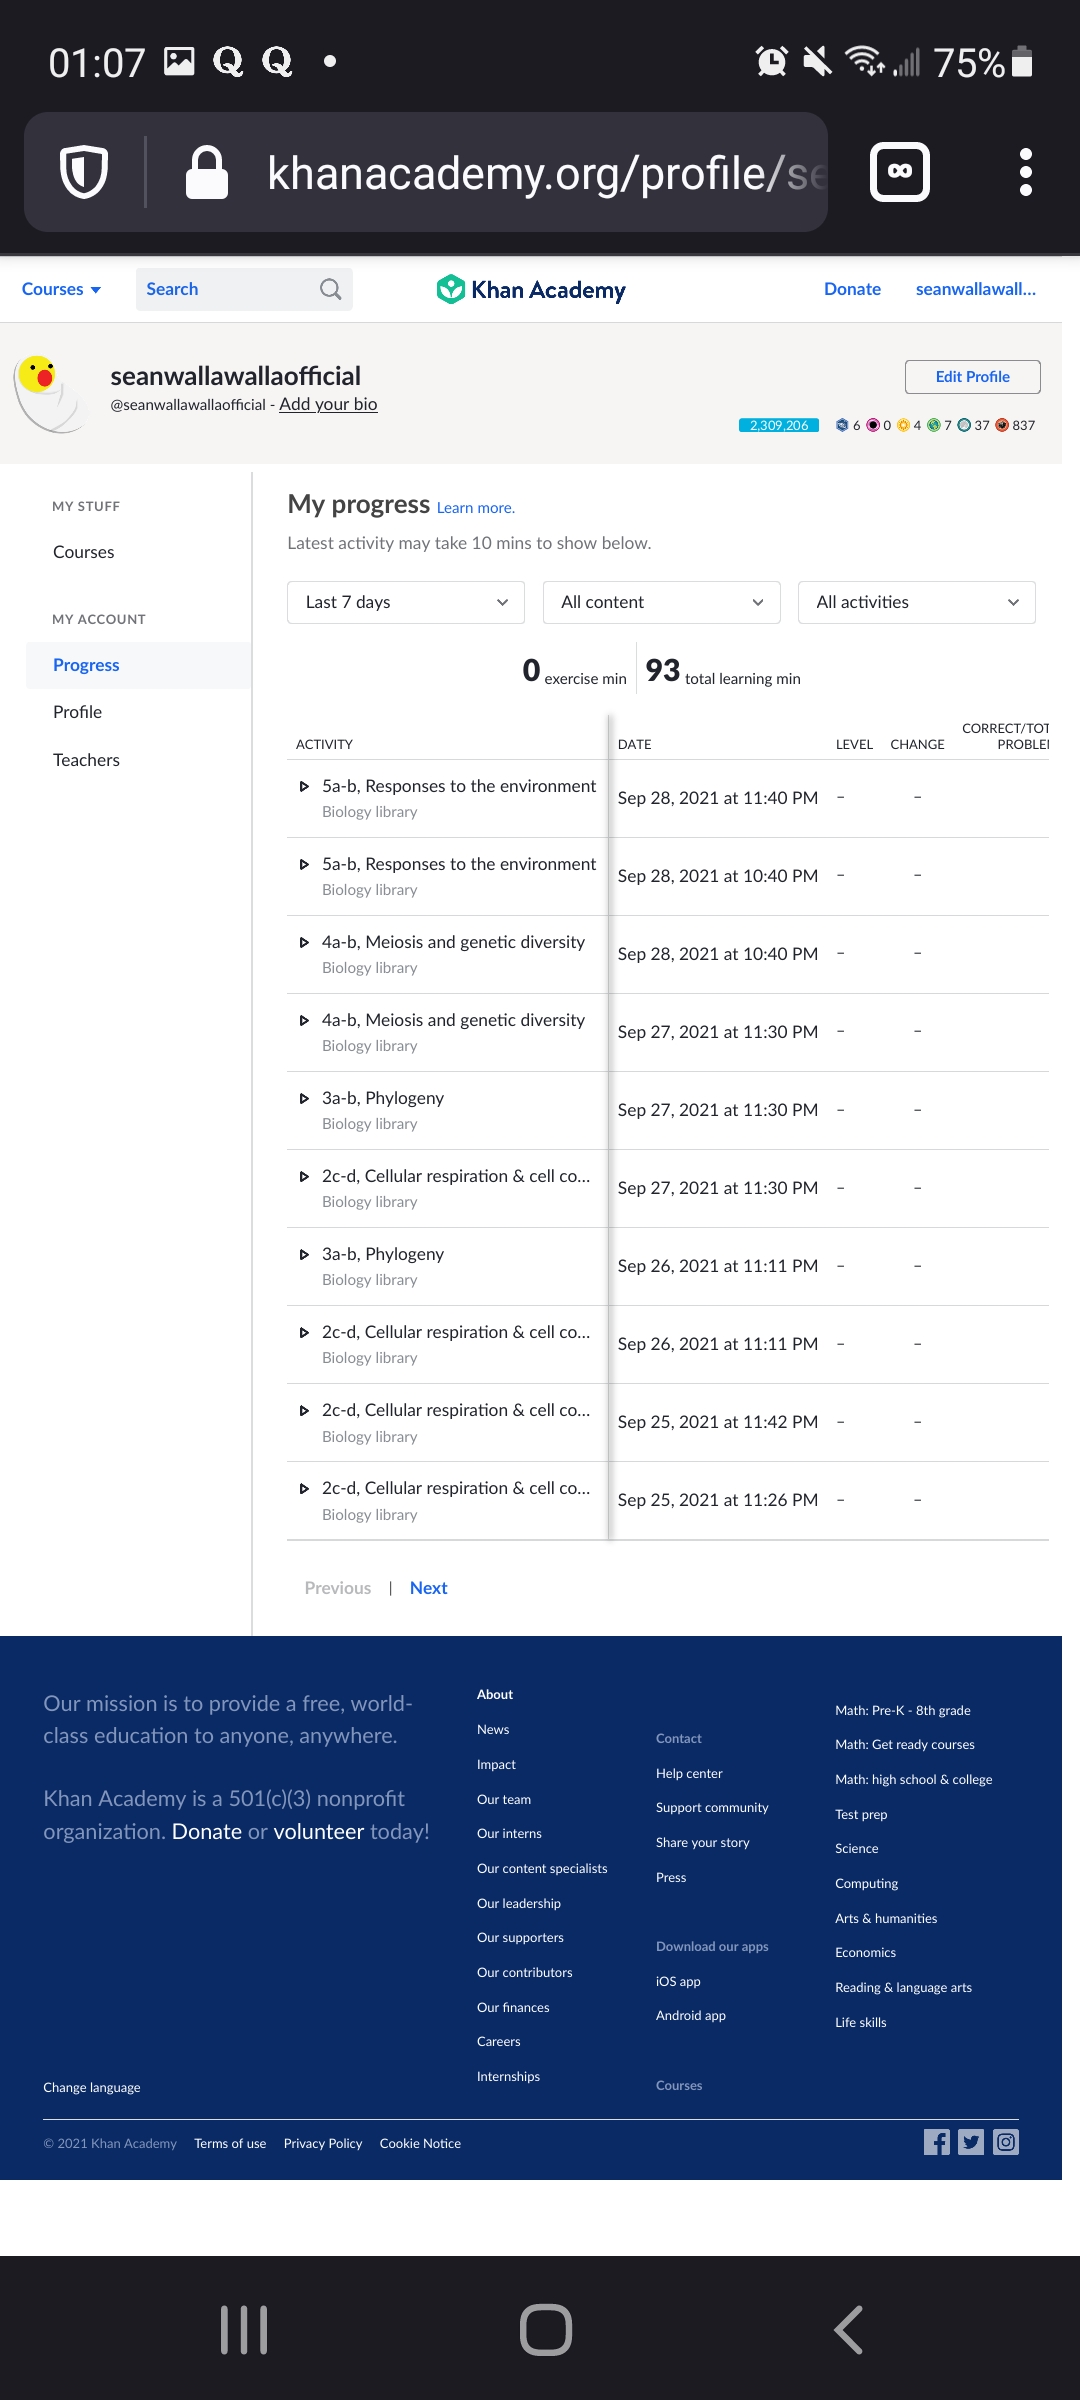 01:07
75%
khanacademy.org/profile/se
Courses
Search
Khan Academy
Donate
seanwallawall...
seanwallawallaofficial
@seanwallawallaofficial - Add your bio
Edit Profile
2,309,206 6 0 4 7 37 837
MY STUFF
Courses
MY ACCOUNT
Progress
Profile
Teachers
My progress Learn more.
Latest activity may take 10 mins to show below.
Last 7 days
All content
All activities
0 exercise min
93 total learning min
ACTIVITY DATE LEVEL CHANGE CORRECT/TOT
PROBLE
5a-b, Responses to the environment
Biology library
Sep 28, 2021 at 11:40 PM – –
5a-b, Responses to the environment
Biology library
Sep 28, 2021 at 10:40 PM – –
4a-b, Meiosis and genetic diversity
Biology library
Sep 28, 2021 at 10:40 PM – –
4a-b, Meiosis and genetic diversity
Biology library
Sep 27, 2021 at 11:30 PM – –
3a-b, Phylogeny
Biology library
Sep 27, 2021 at 11:30 PM – –
2c-d, Cellular respiration & cell co...
Biology library
Sep 27, 2021 at 11:30 PM – –
3a-b, Phylogeny
Biology library
Sep 26, 2021 at 11:11 PM – –
2c-d, Cellular respiration & cell co...
Biology library
Sep 26, 2021 at 11:11 PM – –
2c-d, Cellular respiration & cell co...
Biology library
Sep 25, 2021 at 11:42 PM – –
2c-d, Cellular respiration & cell co...
Biology library
Sep 25, 2021 at 11:26 PM – –
Previous | Next
Our mission is to provide a free, world-
class education to anyone, anywhere.
Khan Academy is a 501(c)(3) nonprofit
organization. Donate or volunteer today!
Change language
About
News
Impact
Our team
Our interns
Our content specialists
Our leadership
Our supporters
Our contributors
Our finances
Careers
Internships
Contact
Help center
Support community
Share your story
Press
Download our apps
iOS app
Android app
Courses
Math: Pre-K - 8th grade
Math: Get ready courses
Math: high school & college
Test prep
Science
Computing
Arts & humanities
Economics
Reading & language arts
Life skills
© 2021 Khan Academy Terms of use Privacy Policy Cookie Notice